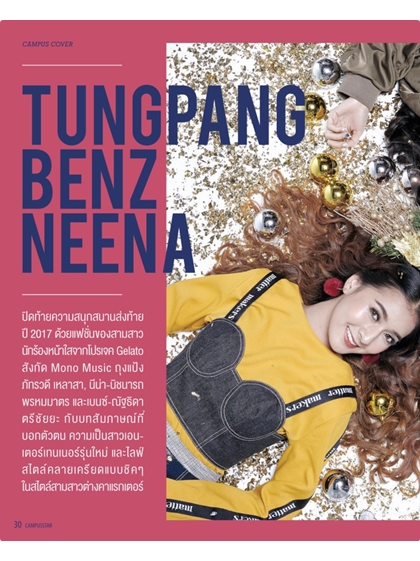 CAMPUS COVER
TUNGPANG
BENZ
NEENA
ปิดท้ายความสนุกสนานส่งท้าย
ปี 2017 ด้วยแฟชั่นของสามสาว
นักร้องหน้าใสจากโปรเจค Gelato
สังกัด Mono Music ถุงแป้ง
ภัทรวดี เหลาสา, นีน่า-นิชนารถ
พรหมมาตร และเบนซ์-ณัฐธิดา
ตรีชัยยะ กับบทสัมภาษณ์ที่
บอกตัวตน ความเป็นสาวเอน-
เตอร์เทนเนอร์รุ่นใหม่ และไลฟ์
สไตล์คลายเครียดแบบชิคๆ
ในสไตล์สามสาวต่างคาแรกเตอร์
matter makers
matter makers
30 CAMPUSSTAR